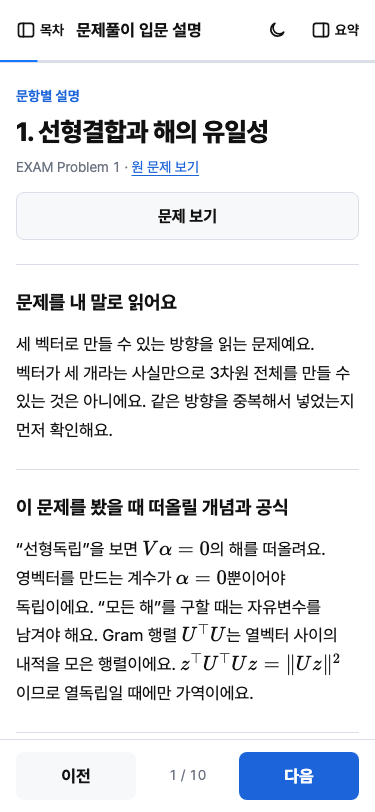 목차 문제풀이 입문 설명 요약
문항별 설명
1. 선형결합과 해의 유일성
EXAM Problem 1 · 원 문제 보기
문제 보기
문제를 내 말로 읽어요
세 벡터로 만들 수 있는 방향을 읽는 문제예요.
벡터가 세 개라는 사실만으로 3차원 전체를 만들 수
있는 것은 아니에요. 같은 방향을 중복해서 넣었는지
먼저 확인해요.
이 문제를 봤을 때 떠올릴 개념과 공식
“선형독립”을 보면 Vα = 0의 해를 떠올려요.
영벡터를 만드는 계수가 α = 0뿐이어야
독립이에요. “모든 해”를 구할 때는 자유변수를
남겨야 해요. Gram 행렬 U⊤U는 열벡터 사이의
내적을 모은 행렬이에요. z⊤U⊤Uz = ‖Uz‖²
이므로 열독립일 때에만 가역이에요.
이전 1 / 10 다음